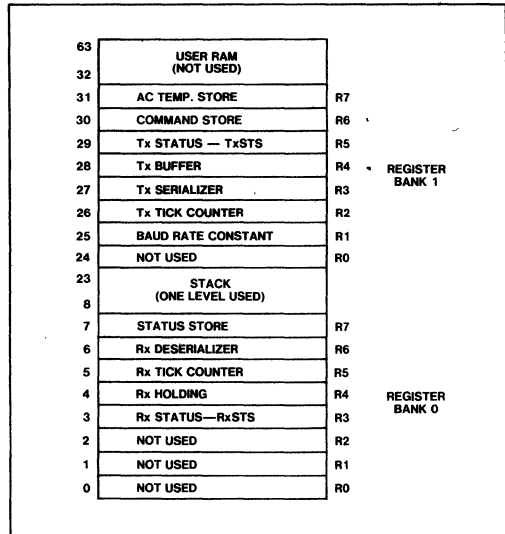 63
USER RAM
(NOT USED)
32
31 AC TEMP. STORE R7
30 COMMAND STORE R6
29 Tx STATUS — TxSTS R5
28 Tx BUFFER R4
REGISTER
BANK 1
27 Tx SERIALIZER R3
26 Tx TICK COUNTER R2
25 BAUD RATE CONSTANT R1
24 NOT USED R0
23
STACK
(ONE LEVEL USED)
8
7 STATUS STORE R7
6 Rx DESERIALIZER R6
5 Rx TICK COUNTER R5
4 Rx HOLDING R4
REGISTER
BANK 0
3 Rx STATUS—RxSTS R3
2 NOT USED R2
1 NOT USED R1
0 NOT USED R0